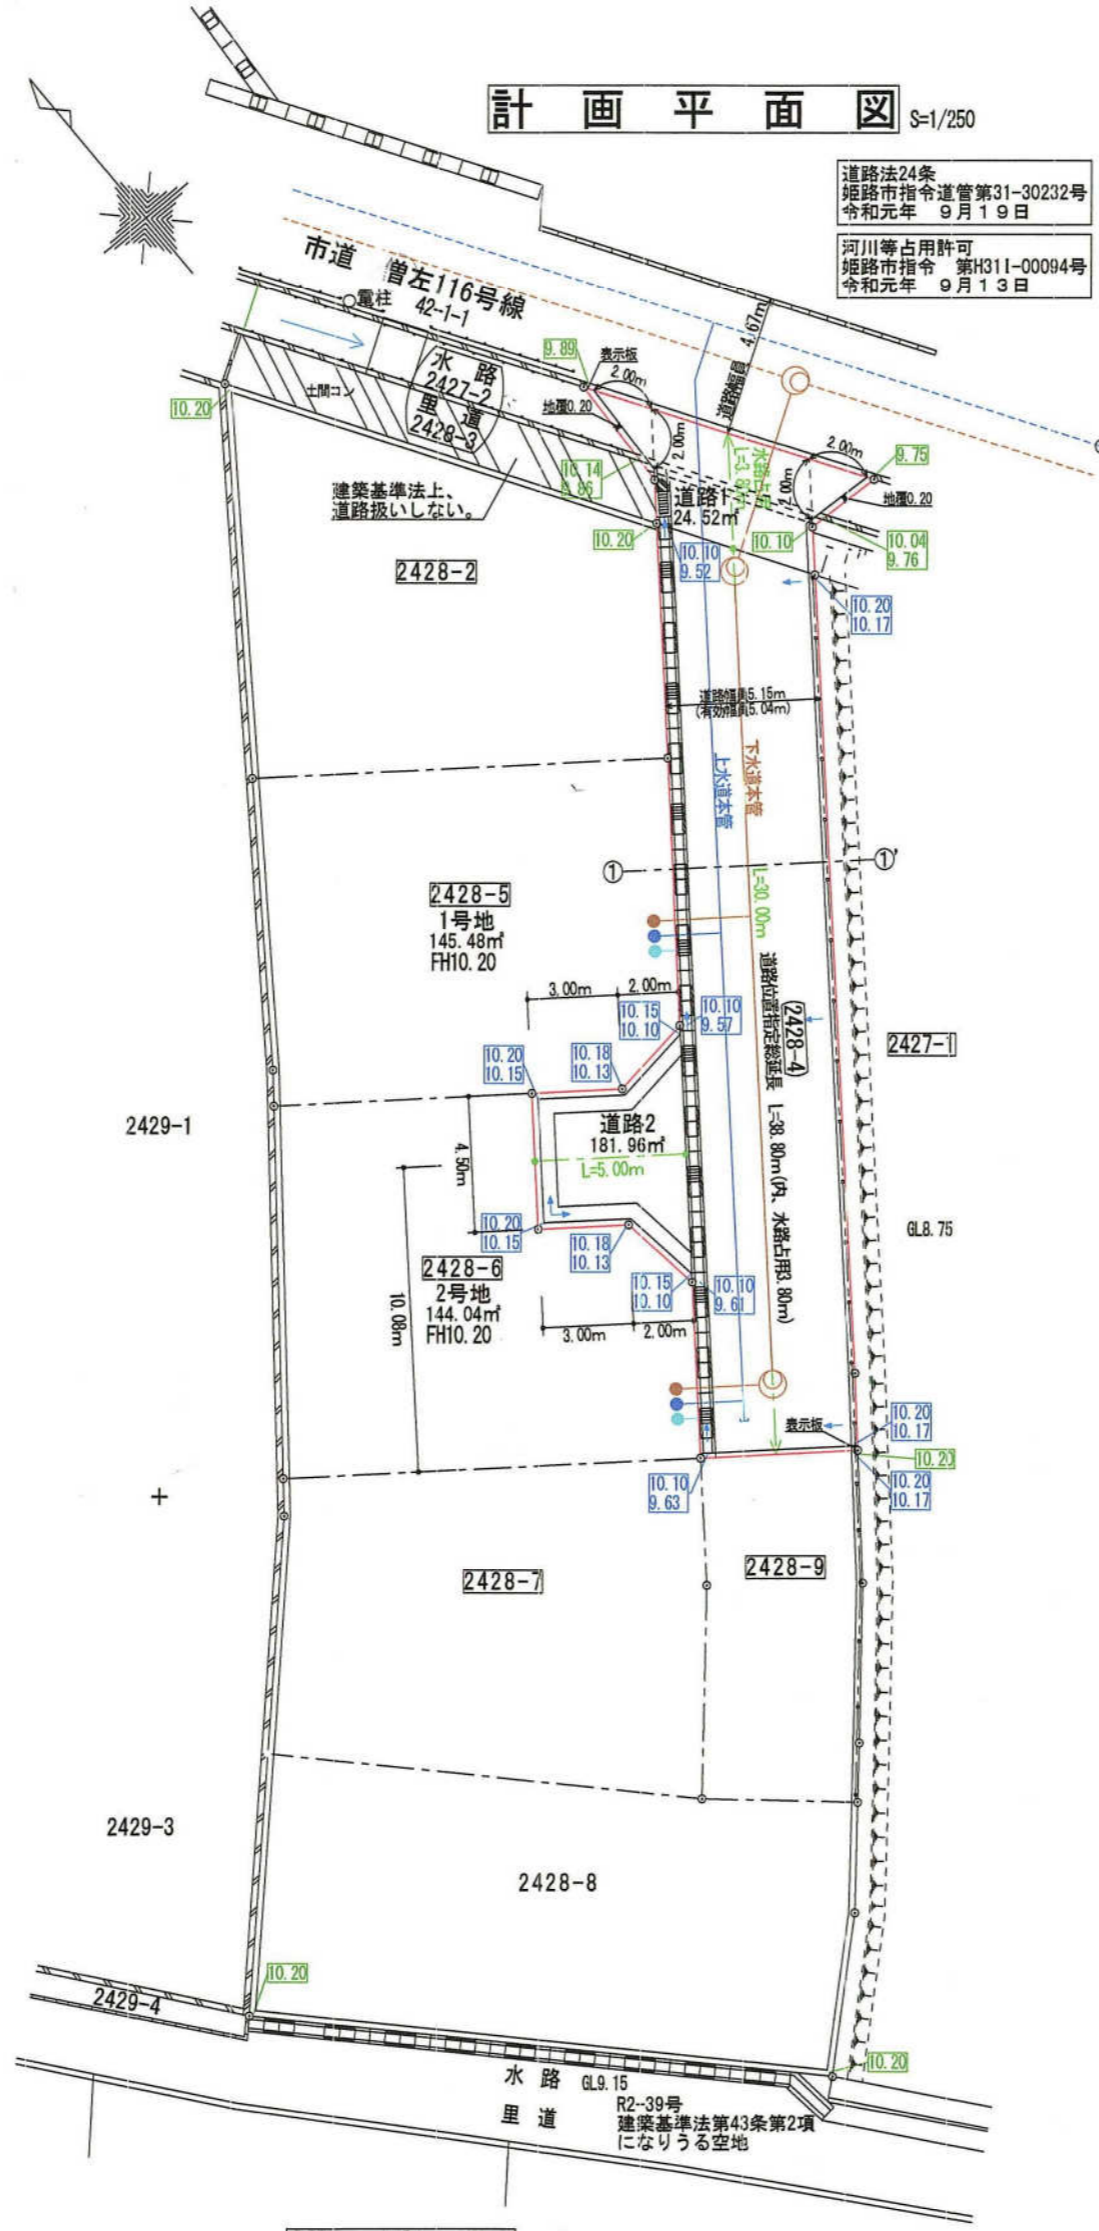 計画平面図 S=1/250
道路法24条
姫路市指令道管第31-30232号
令和元年 9月19日
河川等占用許可
姫路市指令 第H31I-00094号
令和元年 9月13日
市道 曽左116号線
42-1-1
電柱
水路
2427-2
里道
2428-3
土間コン
10.20
9.89
表示板
2.00m
2.00m
地覆0.20
道路幅員 4.67m
水路占用
2.00m
2.00m
9.75
地覆0.20
10.14
9.86
道路1
24.52㎡
10.20
10.10
9.52
10.10
10.04
9.76
10.20
10.17
建築基準法上、
道路扱いしない。
2428-2
道路幅員5.15m
(有効幅員5.04m)
上水道本管
下水道本管
①
①'
L=30.00m
2428-5
1号地
145.48㎡
FH10.20
3.00m
2.00m
10.15
10.10
10.10
9.57
10.20
10.15
10.18
10.13
道路位置指定総延長 L=38.80m(内、水路占用3.80m)
(2428-4)
2427-1
2429-1
道路2
181.96㎡
L=5.00m
4.50m
10.08m
10.20
10.15
10.18
10.13
10.15
10.10
10.10
9.61
GL8.75
2428-6
2号地
144.04㎡
FH10.20
3.00m
2.00m
表示板
10.20
10.17
10.20
10.20
10.17
10.10
9.63
2428-7
2428-9
2429-3
2428-8
10.20
2429-4
10.20
水路 GL9.15
里道
R2-39号
建築基準法第43条第2項
になりうる空地